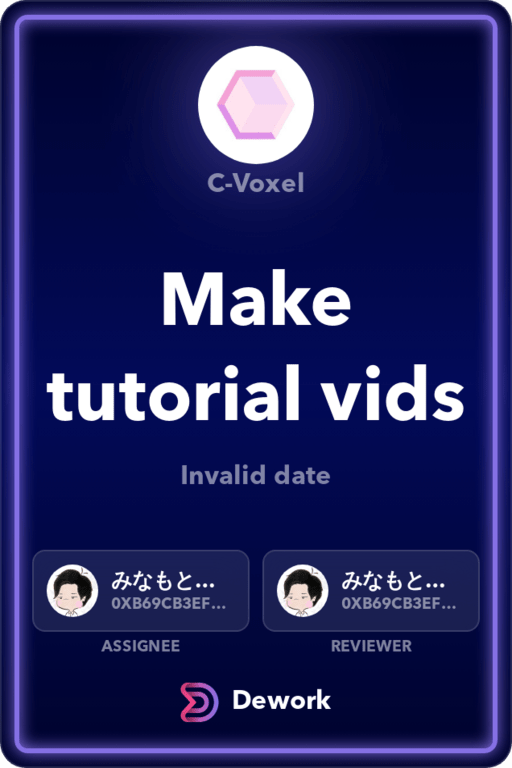 C-Voxel
Make
tutorial vids
Invalid date
みなもと...
0XB69CB3EF...
ASSIGNEE
みなもと...
0XB69CB3EF...
REVIEWER
Dework